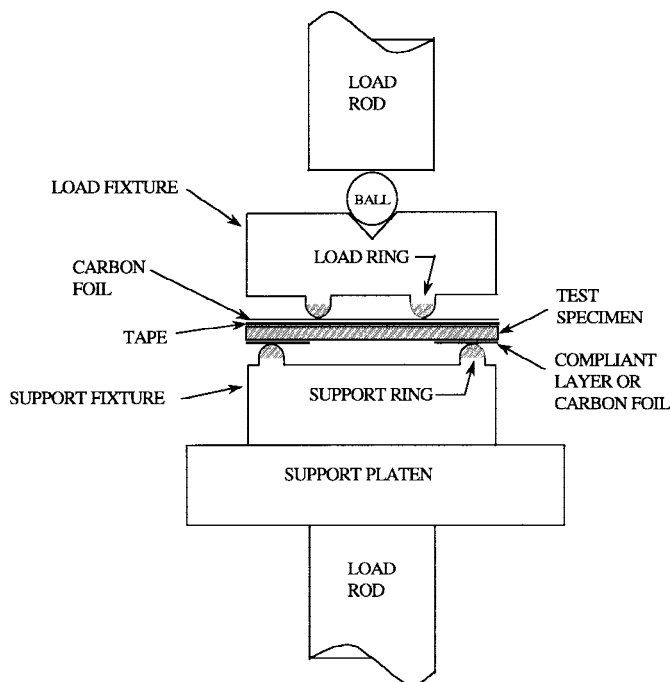 LOAD
ROD
BALL
LOAD FIXTURE
LOAD RING
CARBON
FOIL
TAPE
TEST
SPECIMEN
COMPLIANT
LAYER OR
CARBON FOIL
SUPPORT FIXTURE
SUPPORT RING
SUPPORT PLATEN
LOAD
ROD